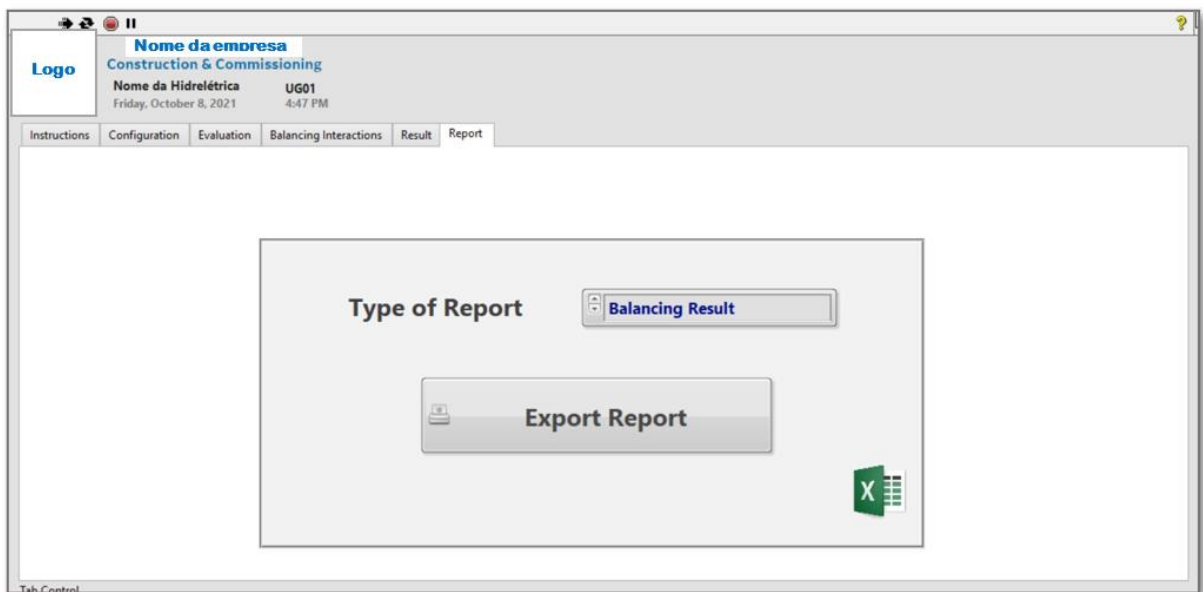 Nome da empresa
Logo
Construction & Commissioning
Nome da Hidrelétrica UG01
Friday, October 8, 2021 4:47 PM
Instructions Configuration Evaluation Balancing Interactions Result Report
Type of Report Balancing Result
Export Report
X
Tab Control